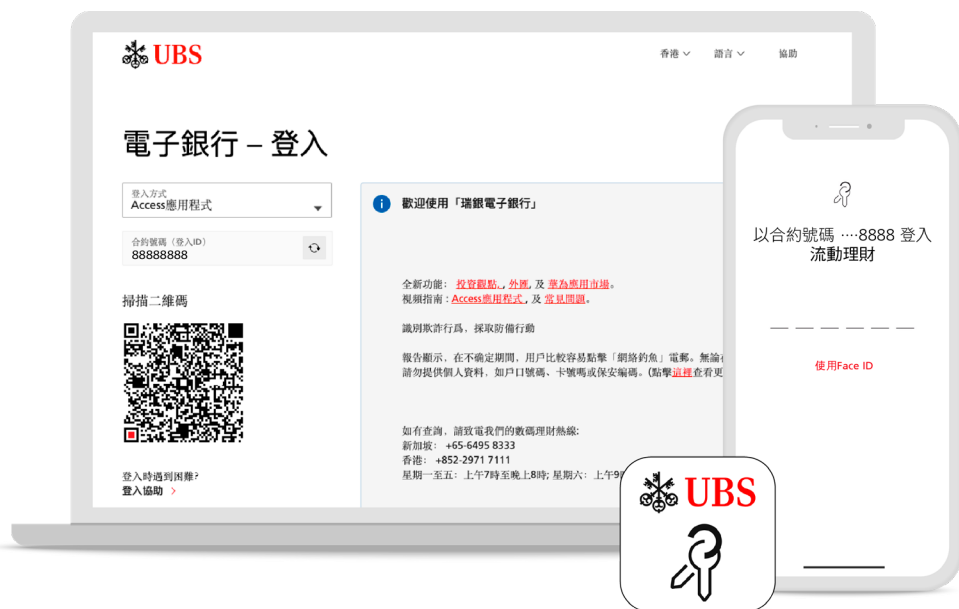 UBS
香港
語言
協助
電子銀行 – 登入
登入方式
Access應用程式
合約號碼（登入ID）
88888888
掃描二維碼
登入時遇到困難?
登入協助
歡迎使用「瑞銀電子銀行」
全新功能： 投資觀點、, 外匯, 及 華為應用市場。
視頻指南：Access應用程式, 及 常見問題。
識別欺詐行爲，採取防備行動
報告顯示，在不确定期間，用戶比較容易點擊「網絡釣魚」電郵。無論
請勿提供個人資料，如戶口號碼、卡號嗎或保安編碼。(點擊這裡查看更
如有查詢，請致電我們的數碼理財熱線:
新加坡： +65-6495 8333
香港： +852-2971 7111
星期一至五：上午7時至晚上8時; 星期六：上午9
以合約號碼 ····8888 登入
流動理財
使用Face ID
UBS